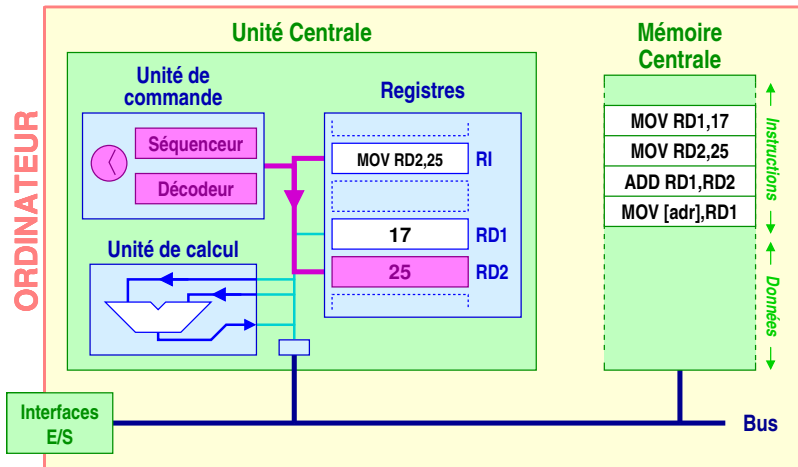 ORDINATEUR
Unité Centrale
Unité de
commande
Séquenceur
Décodeur
Registres
MOV RD2,25
RI
17
RD1
25
RD2
Unité de calcul
Mémoire
Centrale
MOV RD1,17
MOV RD2,25
ADD RD1,RD2
MOV [adr],RD1
Instructions
Données
Interfaces
E/S
Bus